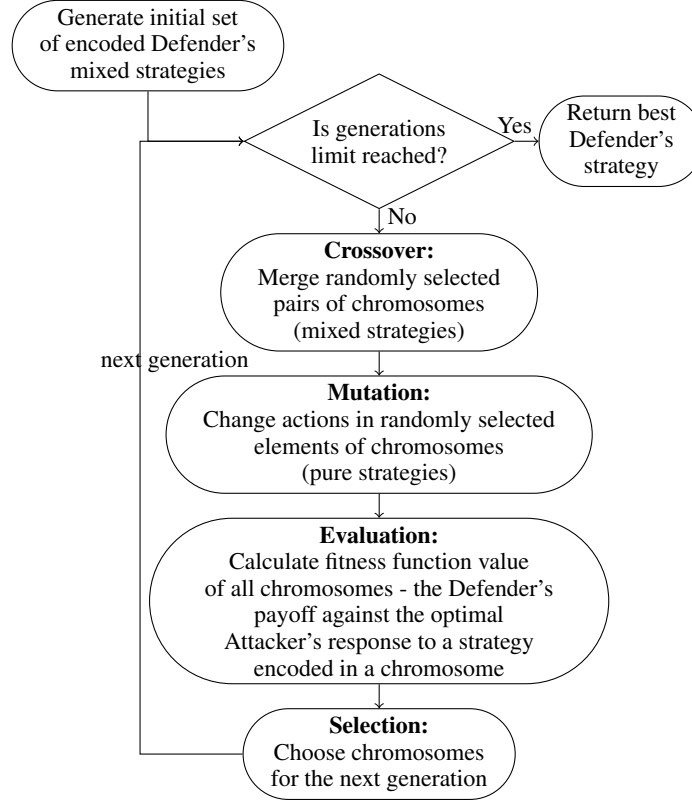 Generate initial set
of encoded Defender's
mixed strategies
Is generations
limit reached?
Yes
Return best
Defender's
strategy
No
Crossover:
Merge randomly selected
pairs of chromosomes
(mixed strategies)
next generation
Mutation:
Change actions in randomly selected
elements of chromosomes
(pure strategies)
Evaluation:
Calculate fitness function value
of all chromosomes - the Defender's
payoff against the optimal
Attacker's response to a strategy
encoded in a chromosome
Selection:
Choose chromosomes
for the next generation